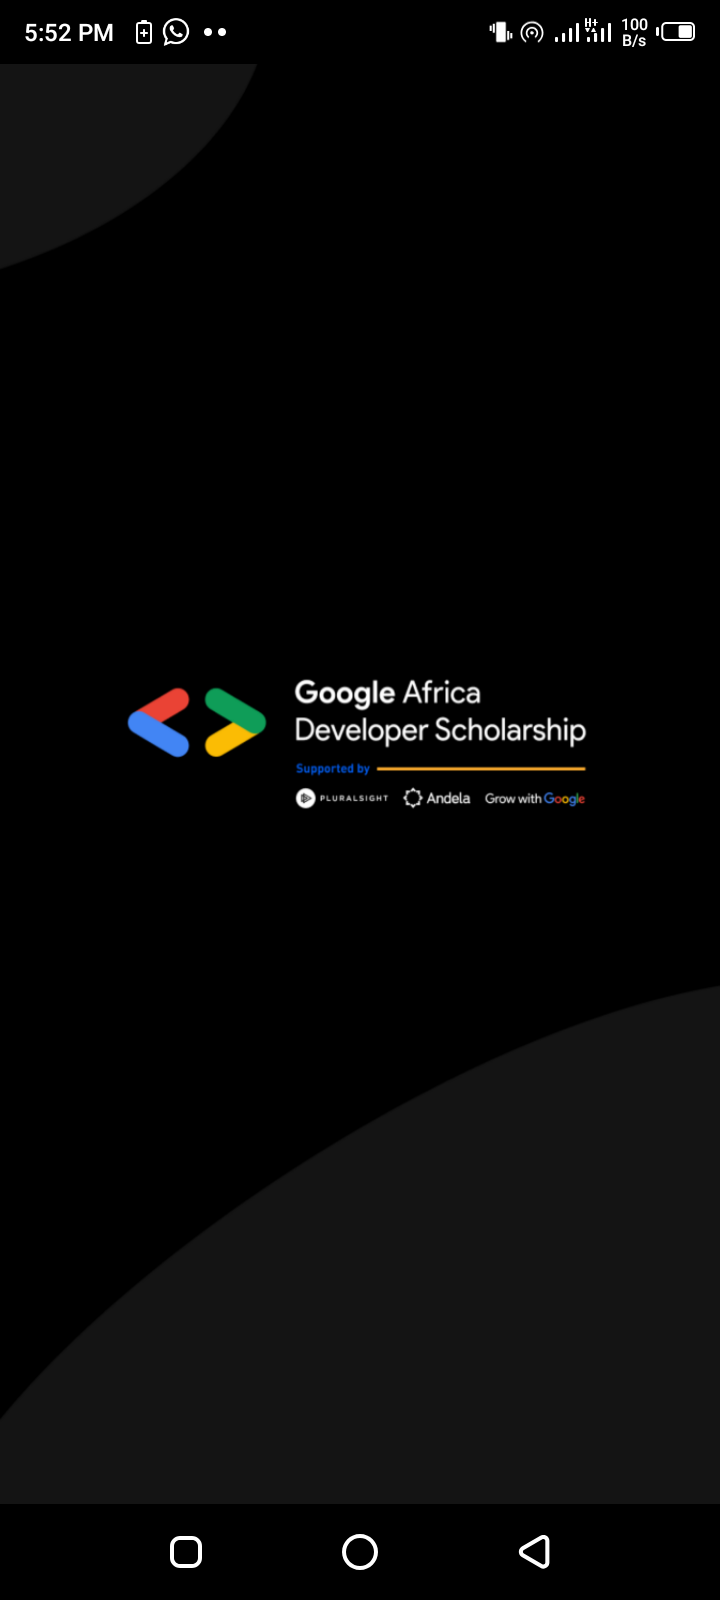 5:52 PM
H+
100
B/s
Google Africa
Developer Scholarship
Supported by
PLURALSIGHT Andela Grow with Google